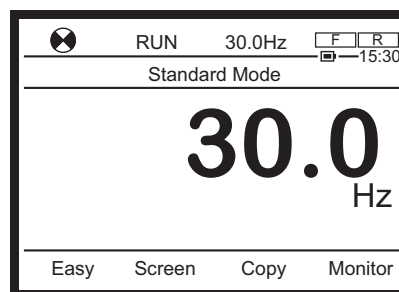 RUN 30.0Hz F R
15:30
Standard Mode
30.0
Hz
Easy Screen Copy Monitor